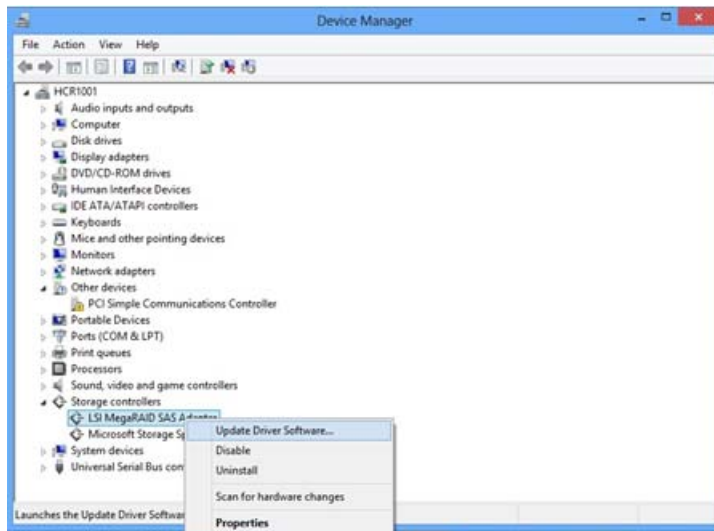 Device Manager
File Action View Help
HCR1001
Audio inputs and outputs
Computer
Disk drives
Display adapters
DVD/CD-ROM drives
Human Interface Devices
IDE ATA/ATAPI controllers
Keyboards
Mice and other pointing devices
Monitors
Network adapters
Other devices
PCI Simple Communications Controller
Portable Devices
Ports (COM & LPT)
Print queues
Processors
Sound, video and game controllers
Storage controllers
LSI MegaRAID SAS Adapter
Microsoft Storage Sp
System devices
Universal Serial Bus con
Update Driver Software...
Disable
Uninstall
Scan for hardware changes
Properties
Launches the Update Driver Softwar